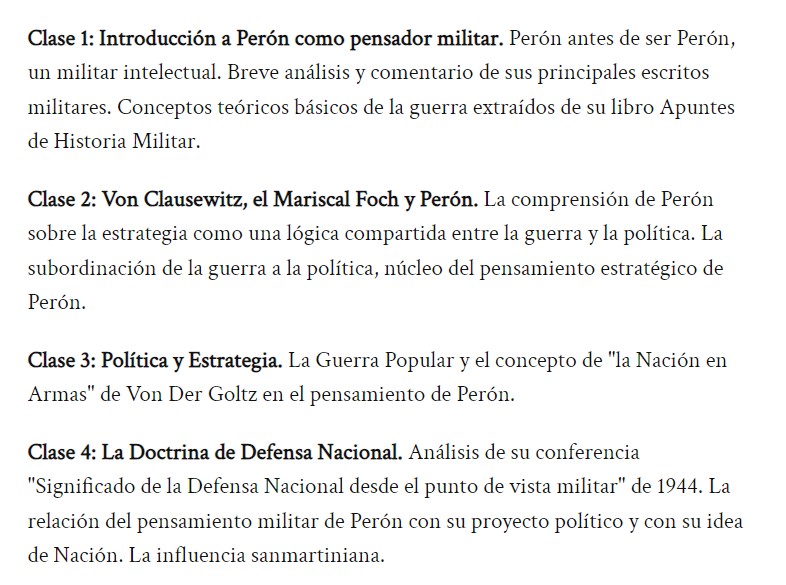 Clase 1: Introducción a Perón como pensador militar. Perón antes de ser Perón,
un militar intelectual. Breve análisis y comentario de sus principales escritos
militares. Conceptos teóricos básicos de la guerra extraídos de su libro Apuntes
de Historia Militar.
Clase 2: Von Clausewitz, el Mariscal Foch y Perón. La comprensión de Perón
sobre la estrategia como una lógica compartida entre la guerra y la política. La
subordinación de la guerra a la política, núcleo del pensamiento estratégico de
Perón.
Clase 3: Política y Estrategia. La Guerra Popular y el concepto de "la Nación en
Armas" de Von Der Goltz en el pensamiento de Perón.
Clase 4: La Doctrina de Defensa Nacional. Análisis de su conferencia
"Significado de la Defensa Nacional desde el punto de vista militar" de 1944. La
relación del pensamiento militar de Perón con su proyecto político y con su idea
de Nación. La influencia sanmartiniana.